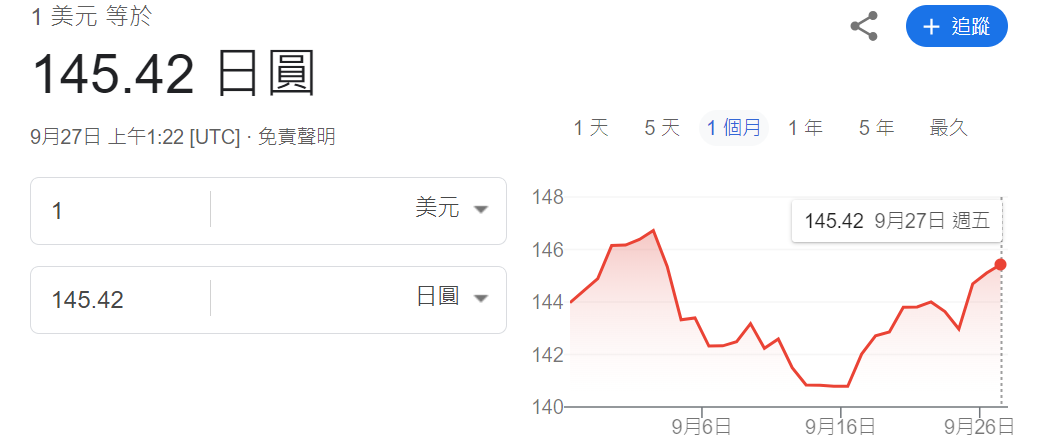 1 美元 等於
145.42 日圓
9月27日 上午1:22 [UTC] · 免責聲明
1 美元
145.42 日圓
+ 追蹤
1 天 5 天 1 個月 1 年 5 年 最久
148
146
144
142
140
145.42 9月27日 週五
9月6日 9月16日 9月26日